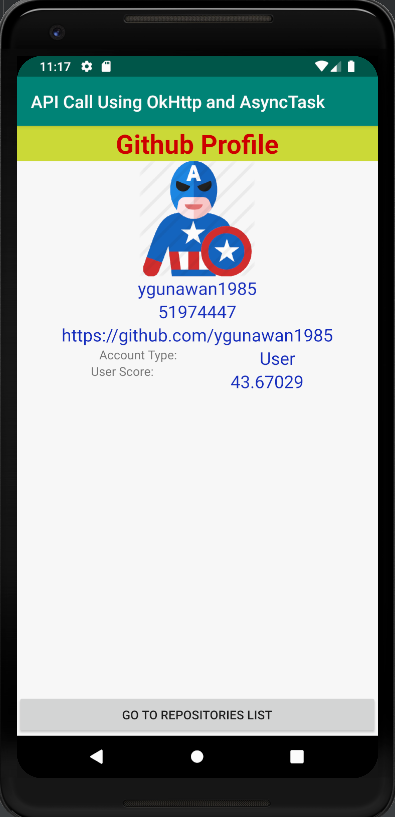 11:17
API Call Using OkHttp and AsyncTask
Github Profile
A
ygunawan1985
51974447
https://github.com/ygunawan1985
Account Type: User
User Score: 43.67029
GO TO REPOSITORIES LIST